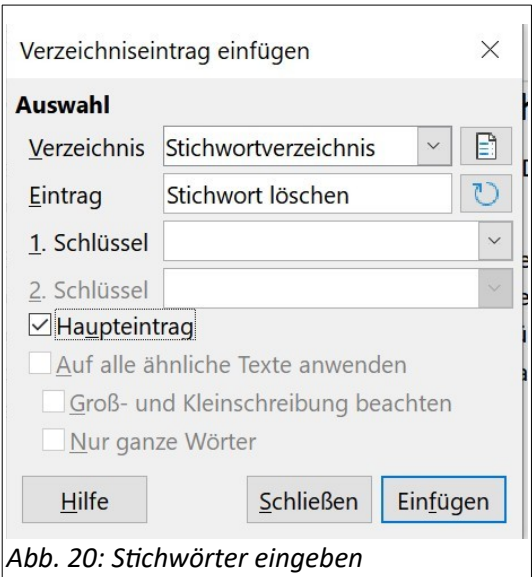 Verzeichniseintrag einfügen
Auswahl
Verzeichnis Stichwortverzeichnis
Eintrag Stichwort löschen
1. Schlüssel
2. Schlüssel
Haupteintrag
Auf alle ähnliche Texte anwenden
Groß- und Kleinschreibung beachten
Nur ganze Wörter
Hilfe Schließen Einfügen
Abb. 20: Stichwörter eingeben